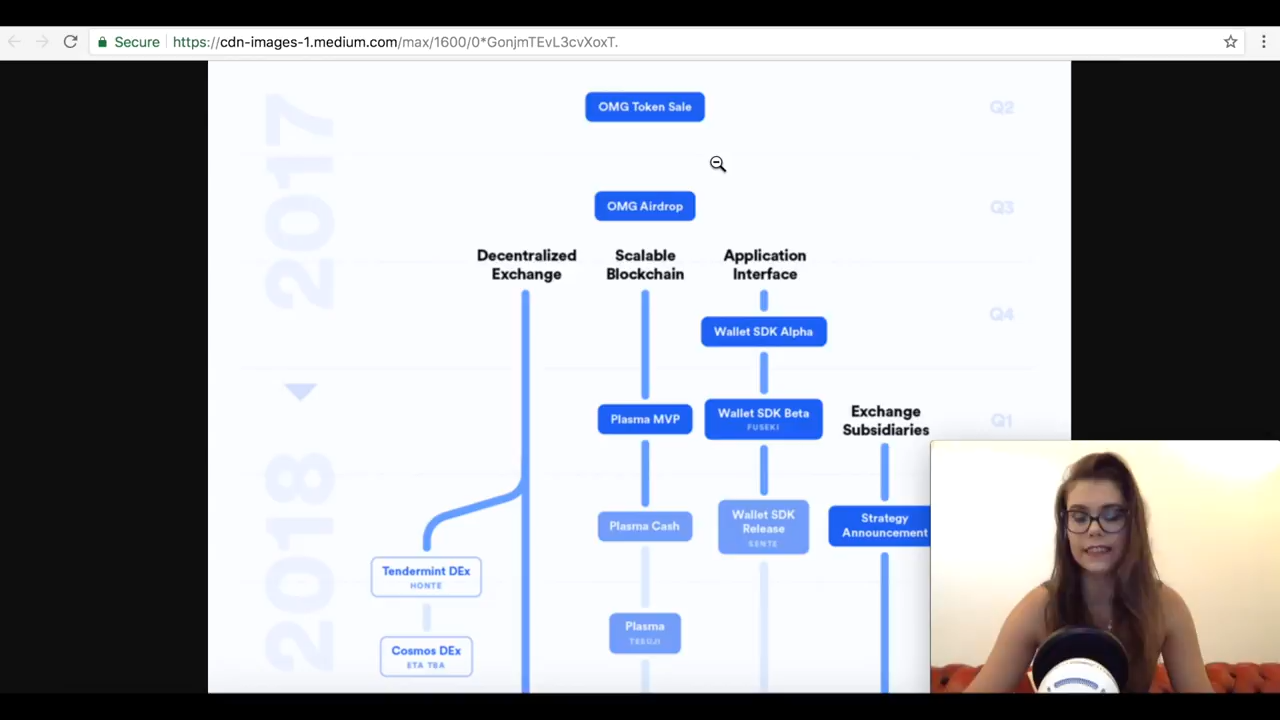 Secure
https://cdn-images-1.medium.com/max/1600/0*GonjmTEvL3cvXoxT.
2017
OMG Token Sale
Q2
OMG Airdrop
Q3
Decentralized
Exchange
Scalable
Blockchain
Application
Interface
Wallet SDK Alpha
Q4
2018
Plasma MVP
Wallet SDK Beta
FUSEKI
Exchange
Subsidiaries
Q1
Plasma Cash
Wallet SDK
Release
SENTE
Strategy
Announcement
Tendermint DEx
HONTE
Plasma
TESUJI
Cosmos DEx
ETA TBA